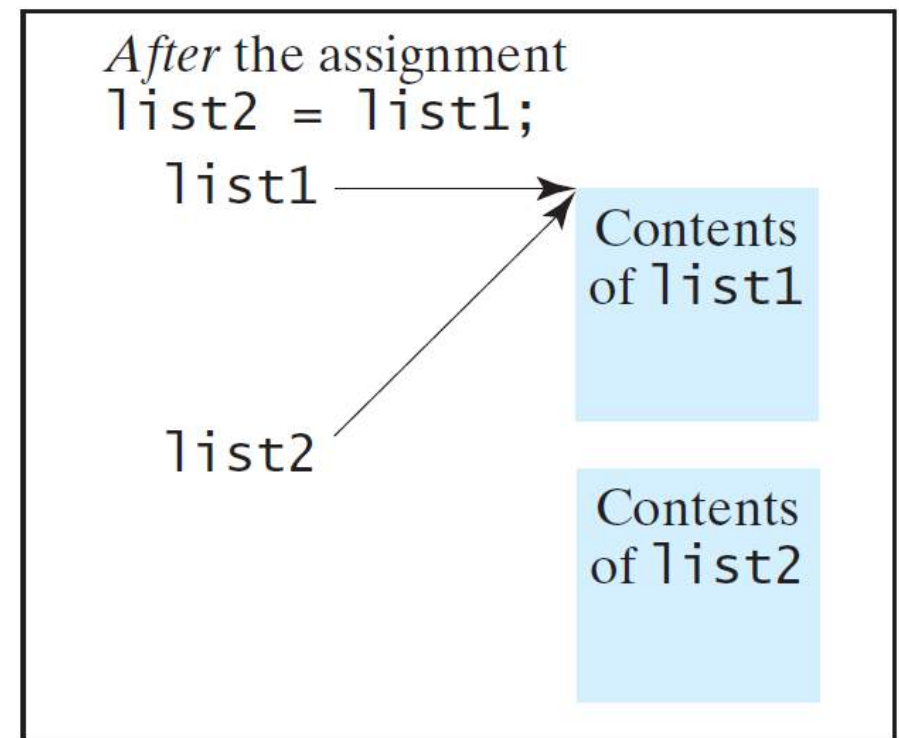 After the assignment
list2 = list1;
list1
Contents
of list1
list2
Contents
of list2